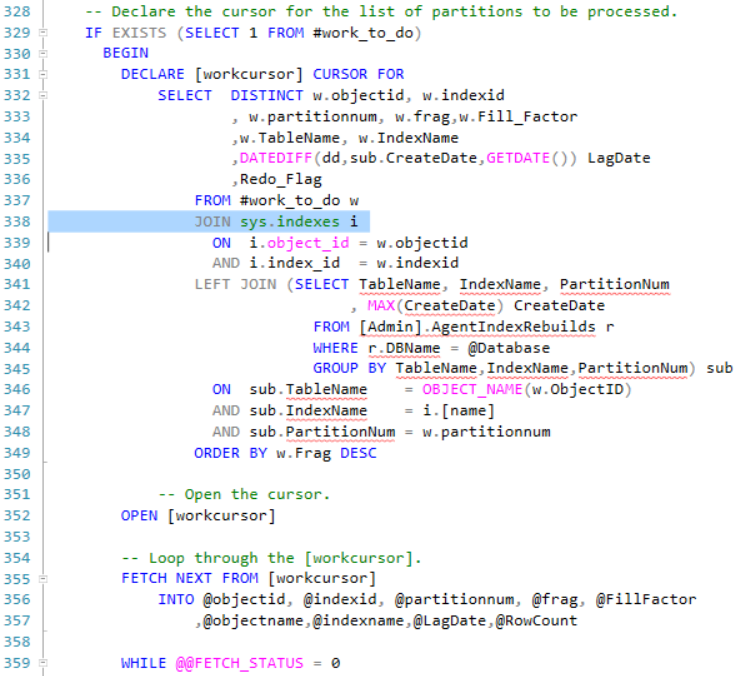 328 -- Declare the cursor for the list of partitions to be processed.
329 IF EXISTS (SELECT 1 FROM #work_to_do)
330 BEGIN
331 DECLARE [workcursor] CURSOR FOR
332 SELECT  DISTINCT w.objectid, w.indexid
333 , w.partitionnum, w.frag,w.Fill_Factor
334 ,w.TableName, w.IndexName
335 ,DATEDIFF(dd,sub.CreateDate,GETDATE()) LagDate
336 ,Redo_Flag
337 FROM #work_to_do w
338 JOIN sys.indexes i
339 ON  i.object_id = w.objectid
340 AND i.index_id  = w.indexid
341 LEFT JOIN (SELECT TableName, IndexName, PartitionNum
342 , MAX(CreateDate) CreateDate
343 FROM [Admin].AgentIndexRebuilds r
344 WHERE r.DBName = @Database
345 GROUP BY TableName,IndexName,PartitionNum) sub
346 ON  sub.TableName    = OBJECT_NAME(w.ObjectID)
347 AND sub.IndexName    = i.[name]
348 AND sub.PartitionNum = w.partitionnum
349 ORDER BY w.Frag DESC
350
351 -- Open the cursor.
352 OPEN [workcursor]
353
354 -- Loop through the [workcursor].
355 FETCH NEXT FROM [workcursor]
356 INTO @objectid, @indexid, @partitionnum, @frag, @FillFactor
357 ,@objectname,@indexname,@LagDate,@RowCount
358
359 WHILE @@FETCH_STATUS = 0